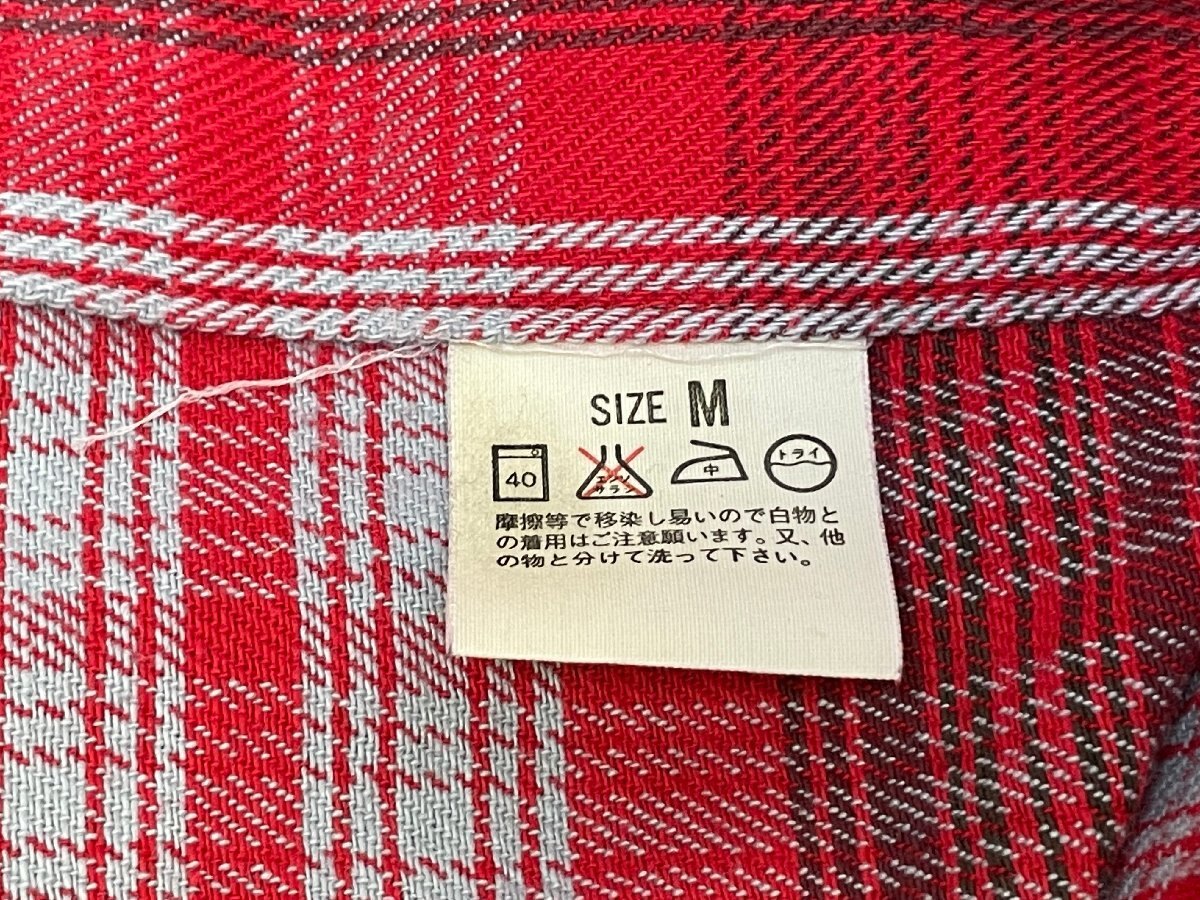 SIZE M
40 エンソ サラシ 中 ドライ
摩擦等で移染し易いので白物と
の着用はご注意願います。又、他
の物と分けて洗って下さい。